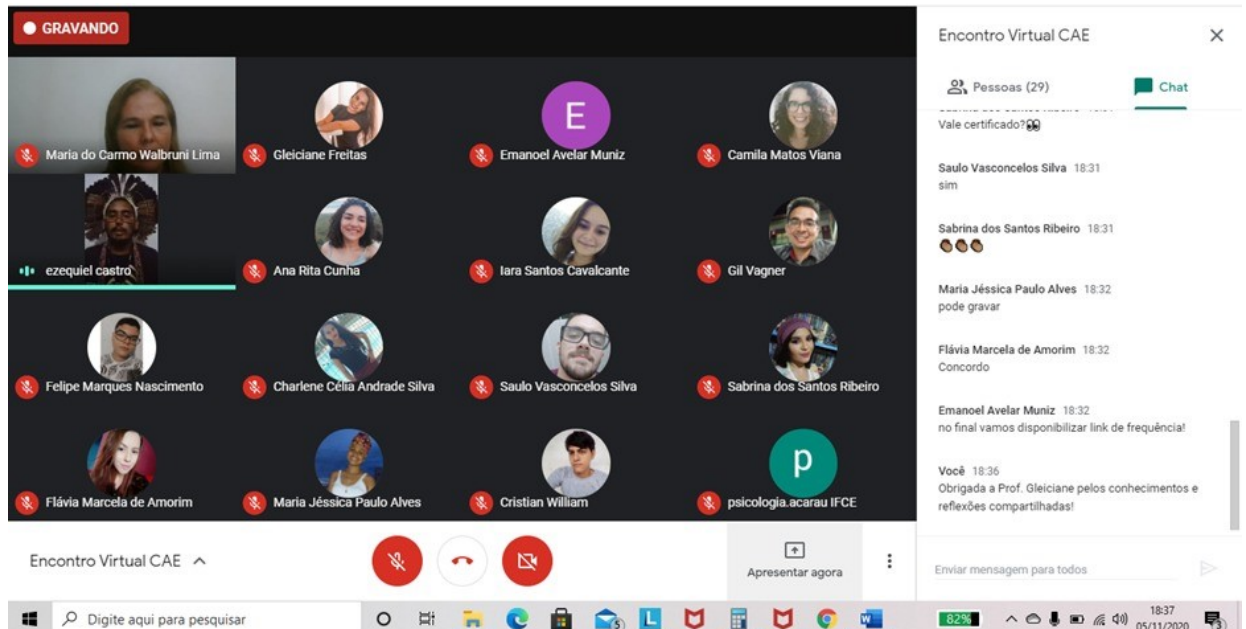 GRAVANDO
Maria do Carmo Walbruni Lima
Gleiciane Freitas
E
Emanoel Avelar Muniz
Camila Matos Viana
ezequiel castro
Ana Rita Cunha
Iara Santos Cavalcante
Gil Vagner
Felipe Marques Nascimento
Charlene Célia Andrade Silva
Saulo Vasconcelos Silva
Sabrina dos Santos Ribeiro
Flávia Marcela de Amorim
Maria Jéssica Paulo Alves
Cristian William
p
psicologia.acarau IFCE
Encontro Virtual CAE
Apresentar agora
Encontro Virtual CAE
Pessoas (29)
Chat
Vale certificado?👀
Saulo Vasconcelos Silva 18:31
sim
Sabrina dos Santos Ribeiro 18:31
Maria Jéssica Paulo Alves 18:32
pode gravar
Flávia Marcela de Amorim 18:32
Concordo
Emanoel Avelar Muniz 18:32
no final vamos disponibilizar link de frequência!
Você 18:36
Obrigada a Prof. Gleiciane pelos conhecimentos e
reflexões compartilhadas!
Enviar mensagem para todos
Digite aqui para pesquisar
5
L
W
82%
18:37
05/11/2020
3